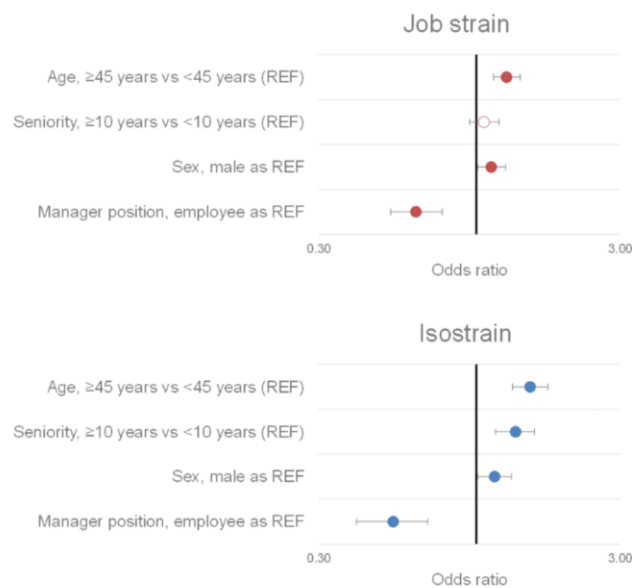 Job strain
Age, ≥45 years vs <45 years (REF)
Seniority, ≥10 years vs <10 years (REF)
Sex, male as REF
Manager position, employee as REF
0.30
3.00
Odds ratio
Isostrain
Age, ≥45 years vs <45 years (REF)
Seniority, ≥10 years vs <10 years (REF)
Sex, male as REF
Manager position, employee as REF
0.30
3.00
Odds ratio